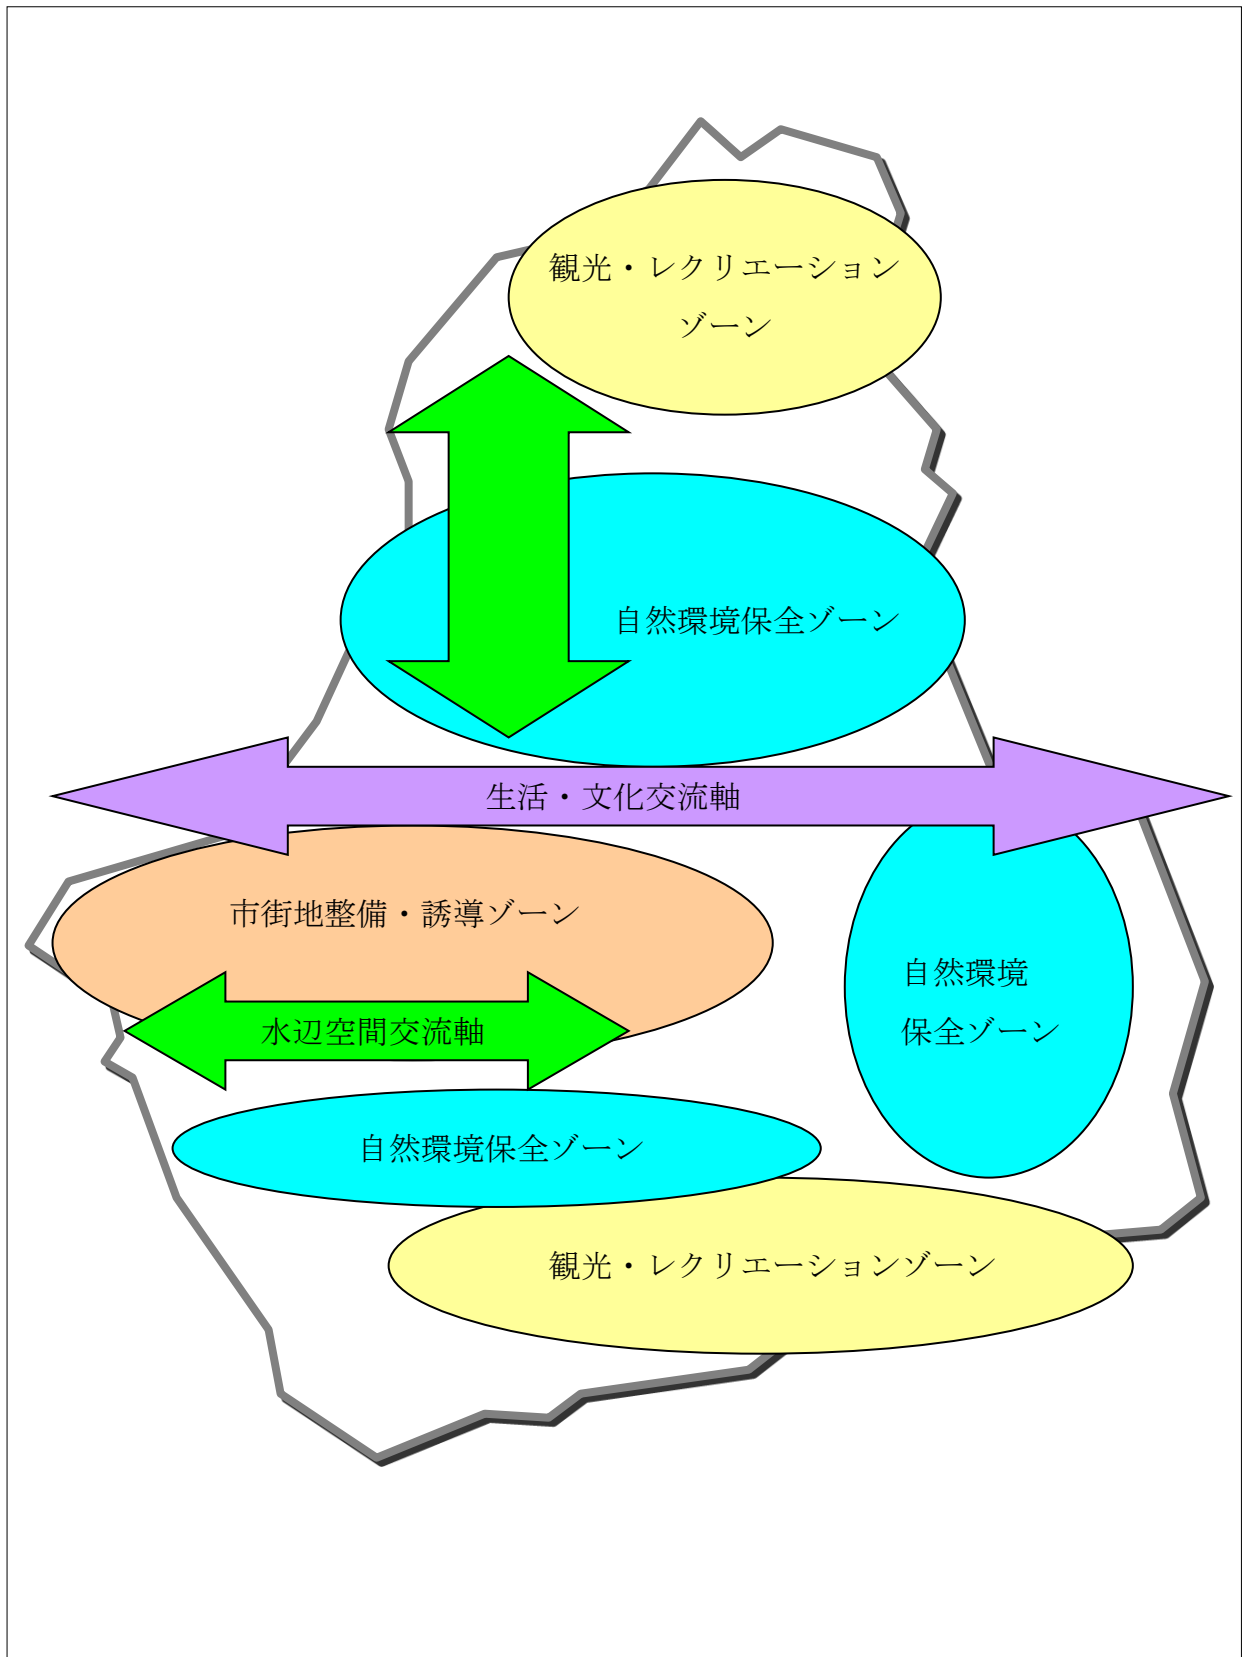 観光・レクリエーション
ゾーン
自然環境保全ゾーン
生活・文化交流軸
市街地整備・誘導ゾーン
自然環境
保全ゾーン
水辺空間交流軸
自然環境保全ゾーン
観光・レクリエーションゾーン